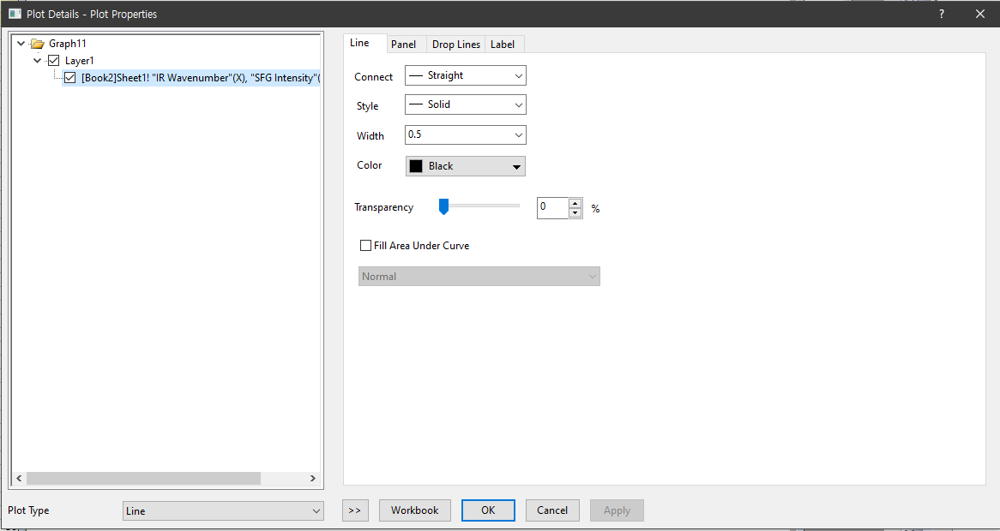 Plot Details - Plot Properties
?
Graph11
Layer1
[Book2]Sheet1! "IR Wavenumber"(X), "SFG Intensity"(
Line Panel Drop Lines Label
Connect Straight
Style Solid
Width 0.5
Color Black
Transparency 0 %
Fill Area Under Curve
Normal
Plot Type Line >> Workbook OK Cancel Apply